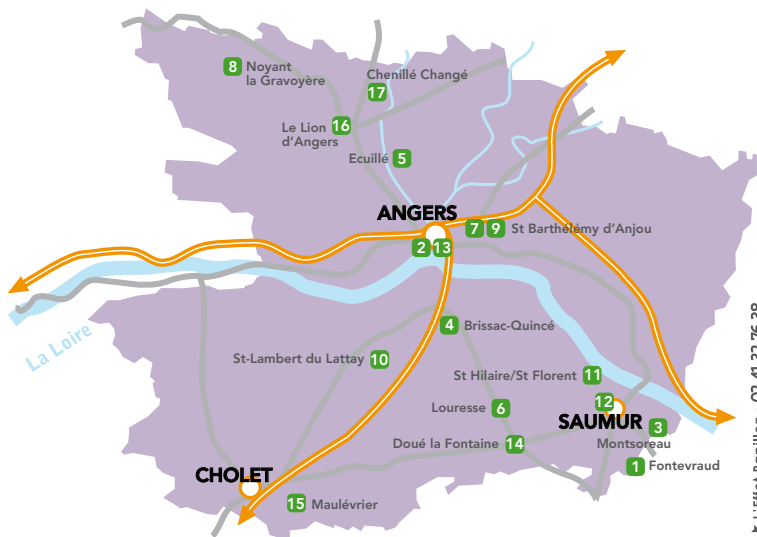 8 Noyant
la Gravoyère
Chenillé Changé
17
Le Lion 16
d'Angers
Ecuillé 5
ANGERS
7 9 St Barthélémy d'Anjou
2 13
La Loire
4 Brissac-Quincé
St-Lambert du Lattay 10
St Hilaire/St Florent 11
12
Louresse 6
SAUMUR
3
Montsoreau
Doué la Fontaine 14
1 Fontevraud
CHOLET
15 Maulévrier